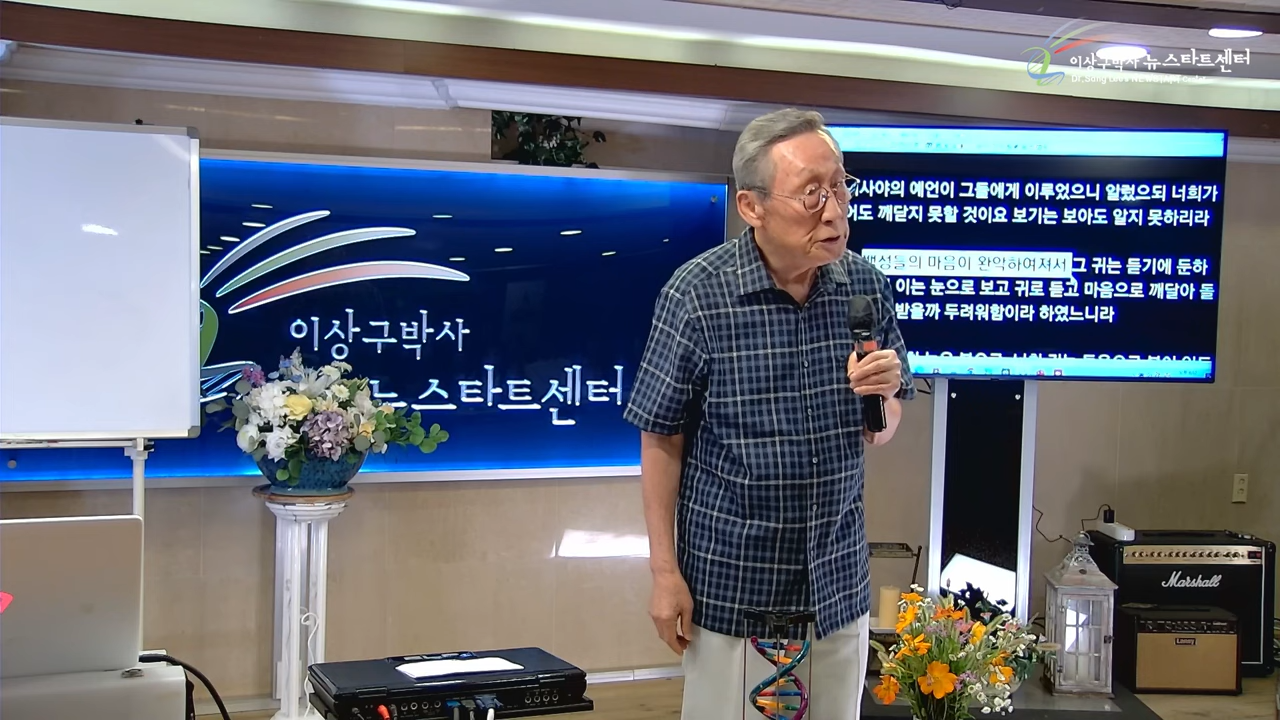 이상구박사 뉴스타트센터
이상구박사
뉴스타트센터
사야의 예언이 그들에게 이루었으니 일렀으되 너희가
어도 깨닫지 못할 것이요 보기는 보아도 알지 못하리라
백성들의 마음이 완악하여져서 그 귀는 듣기에 둔하
이는 눈으로 보고 귀로 듣고 마음으로 깨달아 돌
받을까 두려워함이라 하였느니라
Marshall
Laney